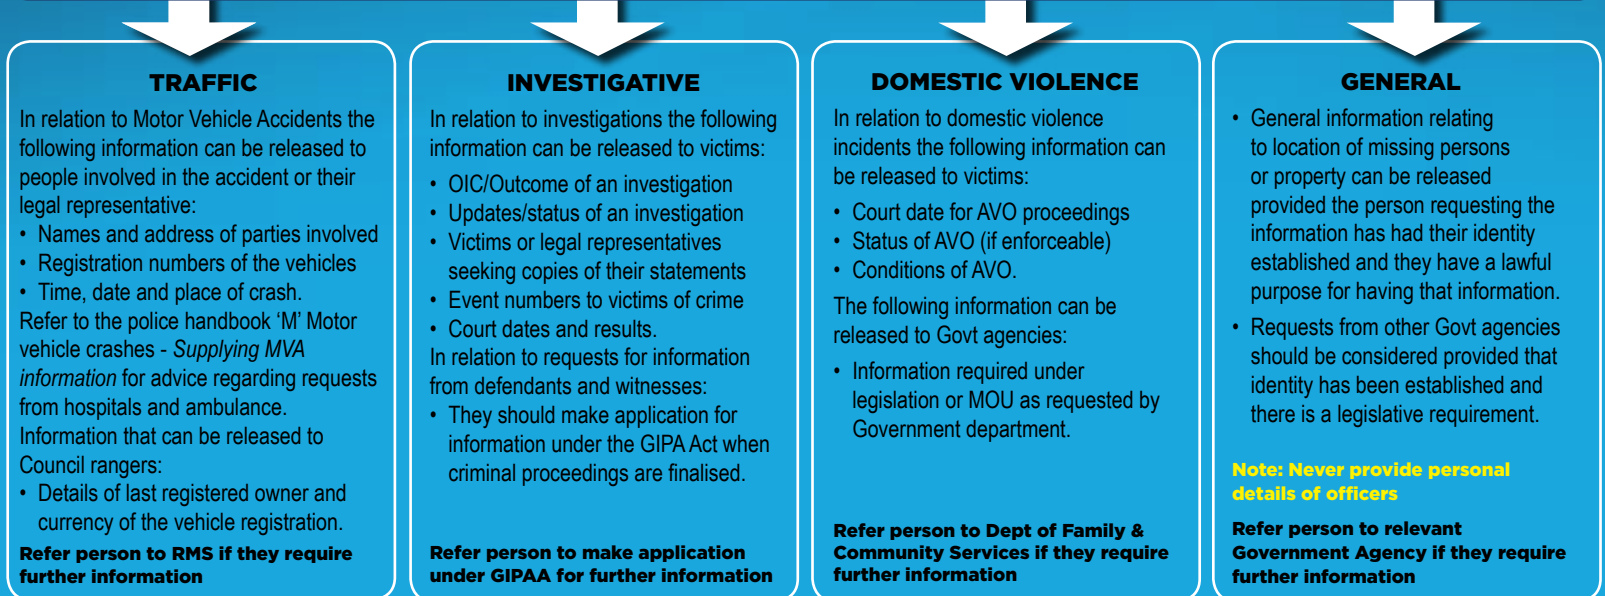 TRAFFIC
In relation to Motor Vehicle Accidents the
following information can be released to
people involved in the accident or their
legal representative:
• Names and address of parties involved
• Registration numbers of the vehicles
• Time, date and place of crash.
Refer to the police handbook ‘M’ Motor
vehicle crashes - Supplying MVA
information for advice regarding requests
from hospitals and ambulance.
Information that can be released to
Council rangers:
• Details of last registered owner and
currency of the vehicle registration.
Refer person to RMS if they require
further information
INVESTIGATIVE
In relation to investigations the following
information can be released to victims:
• OIC/Outcome of an investigation
• Updates/status of an investigation
• Victims or legal representatives
seeking copies of their statements
• Event numbers to victims of crime
• Court dates and results.
In relation to requests for information
from defendants and witnesses:
• They should make application for
information under the GIPA Act when
criminal proceedings are finalised.
Refer person to make application
under GIPAA for further information
DOMESTIC VIOLENCE
In relation to domestic violence
incidents the following information can
be released to victims:
• Court date for AVO proceedings
• Status of AVO (if enforceable)
• Conditions of AVO.
The following information can be
released to Govt agencies:
• Information required under
legislation or MOU as requested by
Government department.
Refer person to Dept of Family &
Community Services if they require
further information
GENERAL
• General information relating
to location of missing persons
or property can be released
provided the person requesting the
information has had their identity
established and they have a lawful
purpose for having that information.
• Requests from other Govt agencies
should be considered provided that
identity has been established and
there is a legislative requirement.
Note: Never provide personal
details of officers
Refer person to relevant
Government Agency if they require
further information